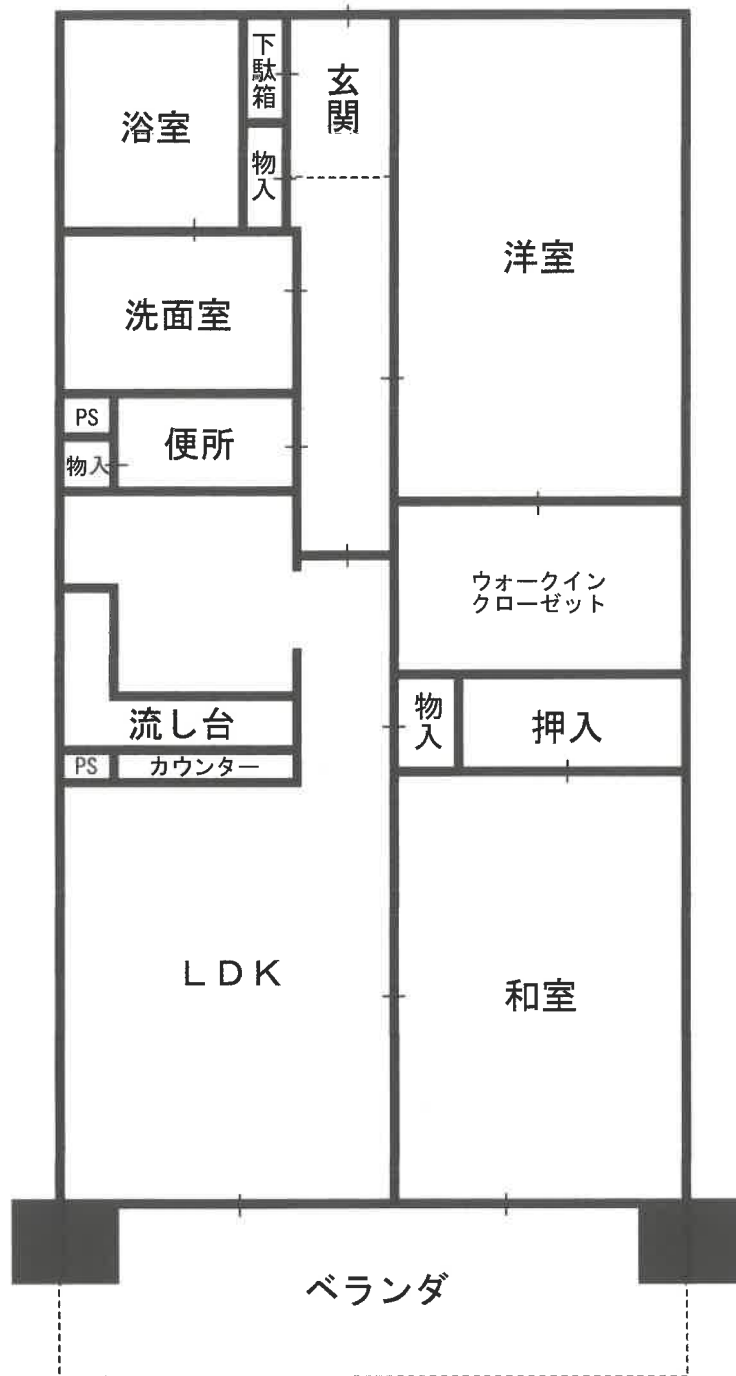 下駄箱
玄関
浴室
物入
洋室
洗面室
PS
便所
物入
ウォークイン
クローゼット
物入
押入
流し台
PS
カウンター
LDK
和室
ベランダ